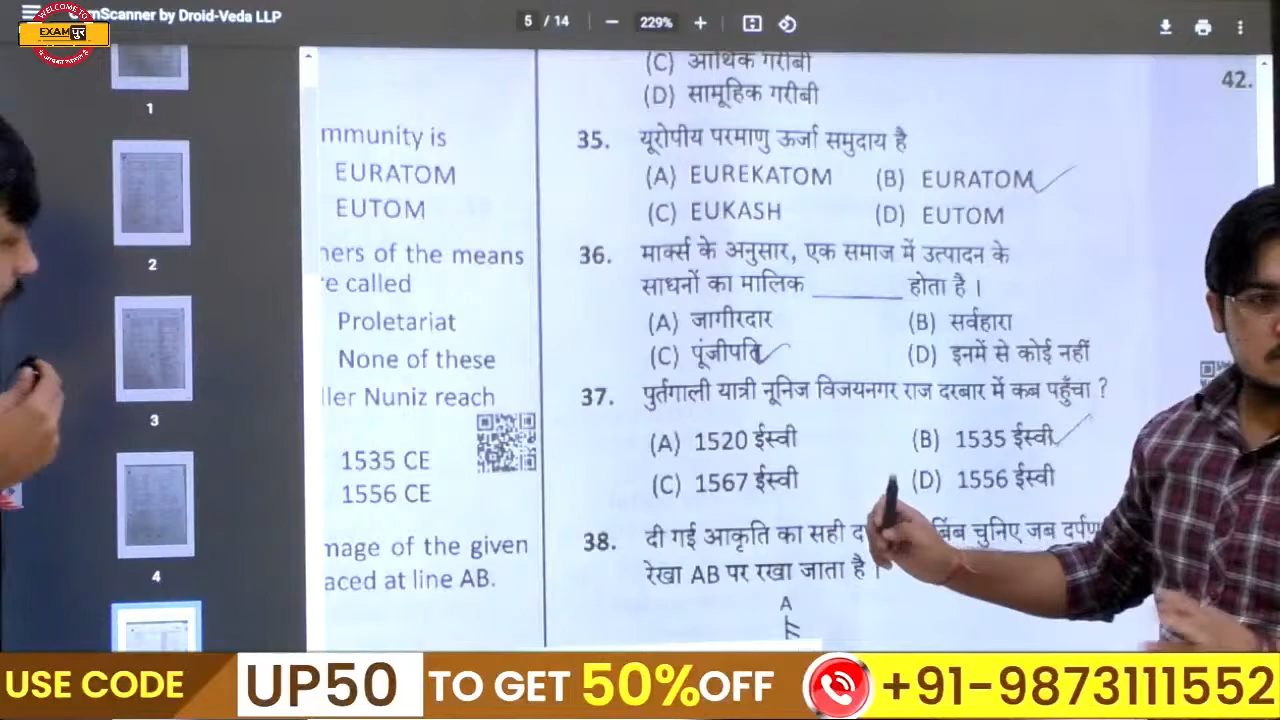 WELCOME TO
EXAMपुर
CamScanner by Droid-Veda LLP
5 / 14
229%
1
2
3
4
mmunity is
EURATOM
EUTOM
ners of the means
e called
Proletariat
None of these
ller Nuniz reach
1535 CE
1556 CE
mage of the given
aced at line AB.
(C) आर्थिक गरीबी
(D) सामूहिक गरीबी
35. यूरोपीय परमाणु ऊर्जा समुदाय है
(A) EUREKATOM (B) EURATOM
(C) EUKASH (D) EUTOM
36. मार्क्स के अनुसार, एक समाज में उत्पादन के
साधनों का मालिक ________ होता है ।
(A) जागीरदार (B) सर्वहारा
(C) पूंजीपति (D) इनमें से कोई नहीं
37. पुर्तगाली यात्री नूनिज विजयनगर राज दरबार में कब पहुँचा ?
(A) 1520 ईस्वी (B) 1535 ईस्वी
(C) 1567 ईस्वी (D) 1556 ईस्वी
38. दी गई आकृति का सही चुनिए जब दर्पण
रेखा AB पर रखा जाता है ।
A
42.
USE CODE UP50 TO GET 50% OFF +91-9873111552